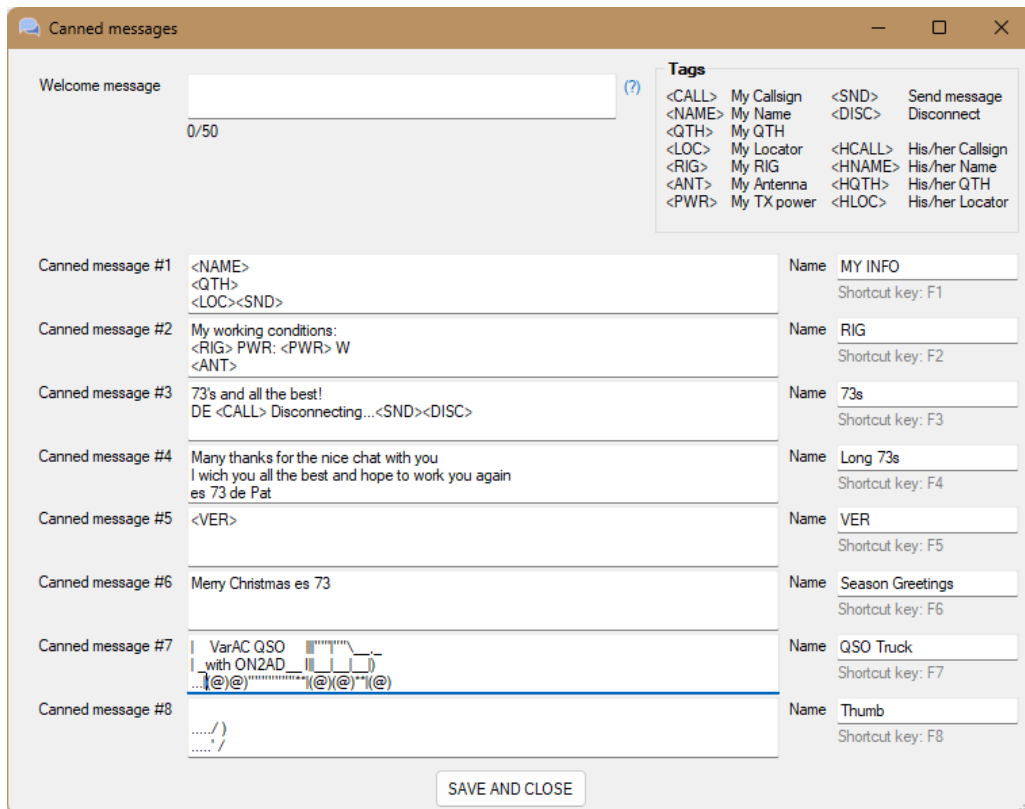 Canned messages
Welcome message
(?)
0/50
Tags
<CALL> My Callsign <SND> Send message
<NAME> My Name <DISC> Disconnect
<QTH> My QTH
<LOC> My Locator <HCALL> His/her Callsign
<RIG> My RIG <HNAME> His/her Name
<ANT> My Antenna <HQTH> His/her QTH
<PWR> My TX power <HLOC> His/her Locator
Canned message #1
<NAME>
<QTH>
<LOC><SND>
Name MY INFO
Shortcut key: F1
Canned message #2
My working conditions:
<RIG> PWR: <PWR> W
<ANT>
Name RIG
Shortcut key: F2
Canned message #3
73's and all the best!
DE <CALL> Disconnecting...<SND><DISC>
Name 73s
Shortcut key: F3
Canned message #4
Many thanks for the nice chat with you
I wich you all the best and hope to work you again
es 73 de Pat
Name Long 73s
Shortcut key: F4
Canned message #5
<VER>
Name VER
Shortcut key: F5
Canned message #6
Merry Christmas es 73
Name Season Greetings
Shortcut key: F6
Canned message #7
| VarAC QSO |||""|""\__,_
| _with ON2AD__ |||__|__|__|)
...|(@)@)"""""""**|(@)(@)**|(@)
Name QSO Truck
Shortcut key: F7
Canned message #8
...../ )
.....' /
Name Thumb
Shortcut key: F8
SAVE AND CLOSE